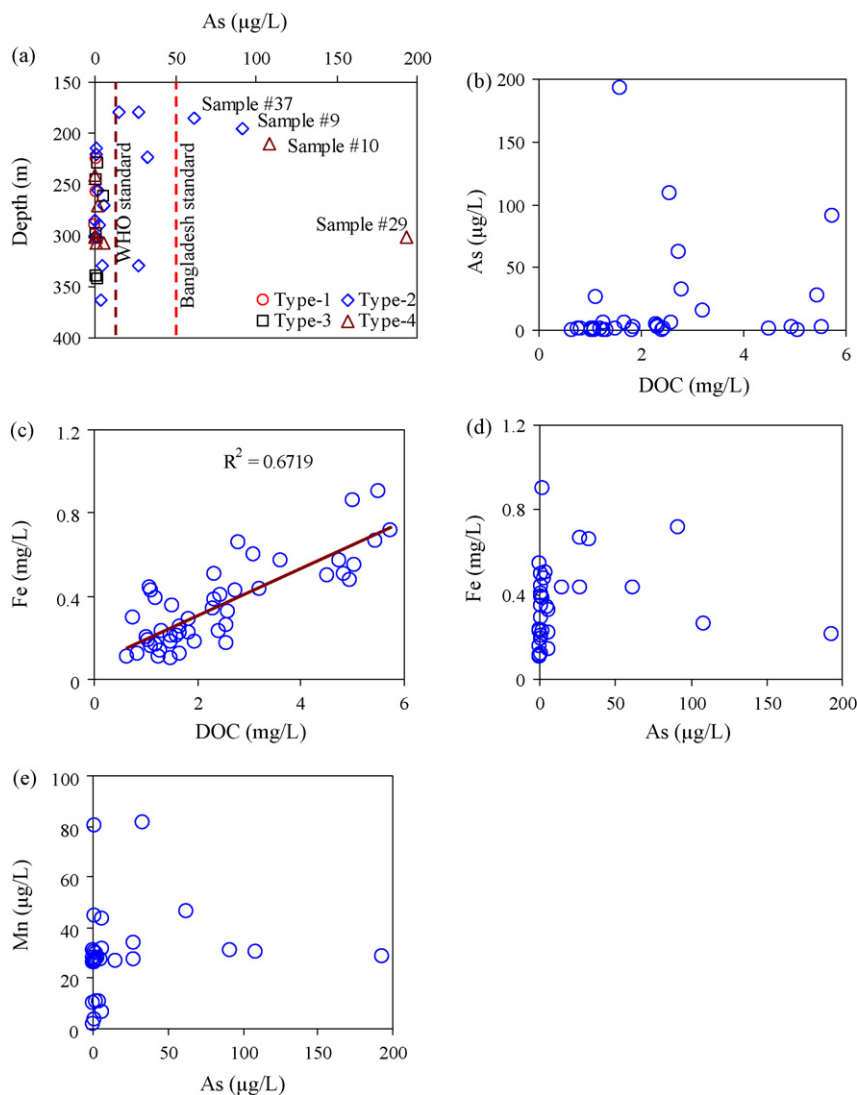 As (µg/L)
(a)
0 50 100 150 200
150
200
250
300
350
400
Depth (m)
Sample #37
Sample #9
Sample #10
Sample #29
WHO standard
Bangladesh standard
Type-1 Type-2
Type-3 Type-4
(b)
200
150
100
50
0
As (µg/L)
0 2 4 6
DOC (mg/L)
(c)
1.2
0.8
0.4
0
Fe (mg/L)
R² = 0.6719
0 2 4 6
DOC (mg/L)
(d)
1.2
0.8
0.4
0
Fe (mg/L)
0 50 100 150 200
As (µg/L)
(e)
100
80
60
40
20
0
Mn (µg/L)
0 50 100 150 200
As (µg/L)